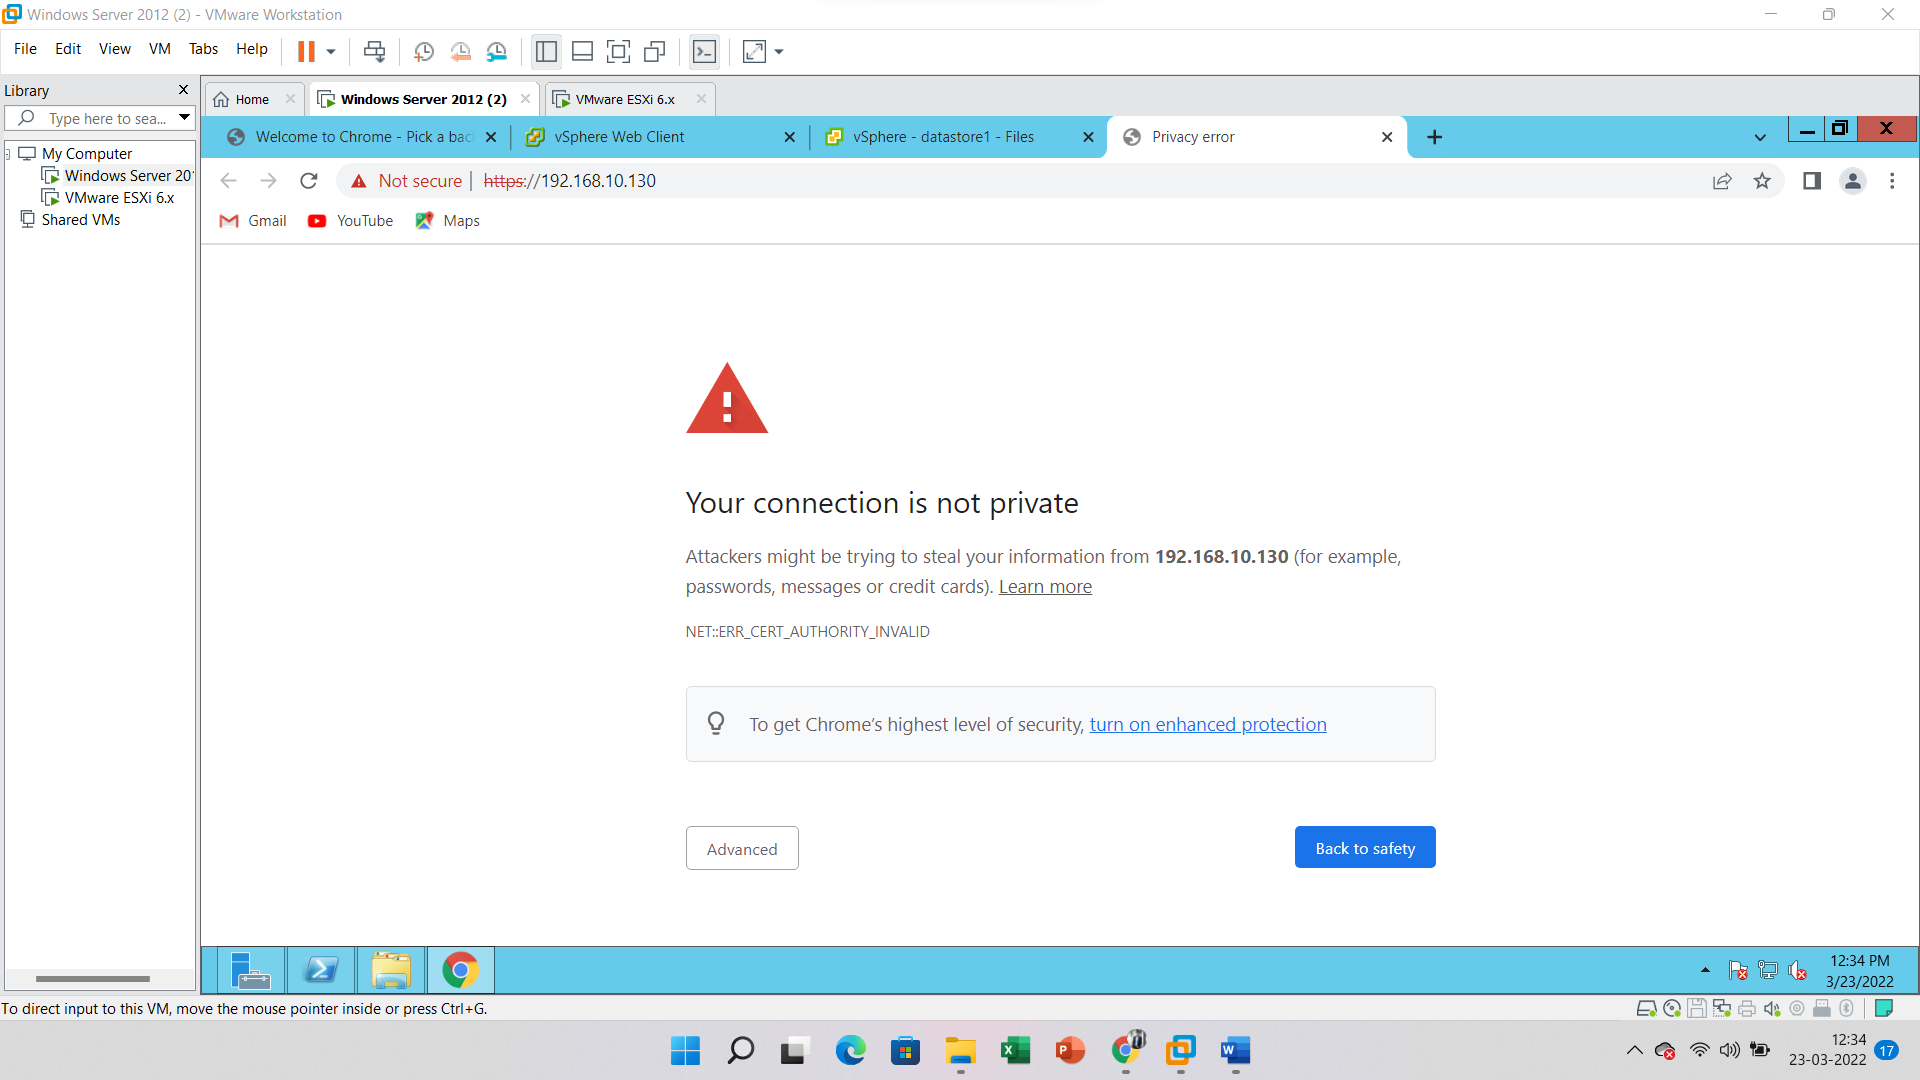 Windows Server 2012 (2) - VMware Workstation
File Edit View VM Tabs Help
Library
Home
Windows Server 2012 (2)
VMware ESXi 6.x
Type here to sea...
Welcome to Chrome - Pick a bac
vSphere Web Client
vSphere - datastore1 - Files
Privacy error
My Computer
Windows Server 201
VMware ESXi 6.x
Shared VMs
Not secure | https://192.168.10.130
Gmail
YouTube
Maps
Your connection is not private
Attackers might be trying to steal your information from 192.168.10.130 (for example,
passwords, messages or credit cards). Learn more
NET::ERR_CERT_AUTHORITY_INVALID
To get Chrome's highest level of security, turn on enhanced protection
Advanced
Back to safety
12:34 PM
3/23/2022
To direct input to this VM, move the mouse pointer inside or press Ctrl+G.
12:34
23-03-2022
17